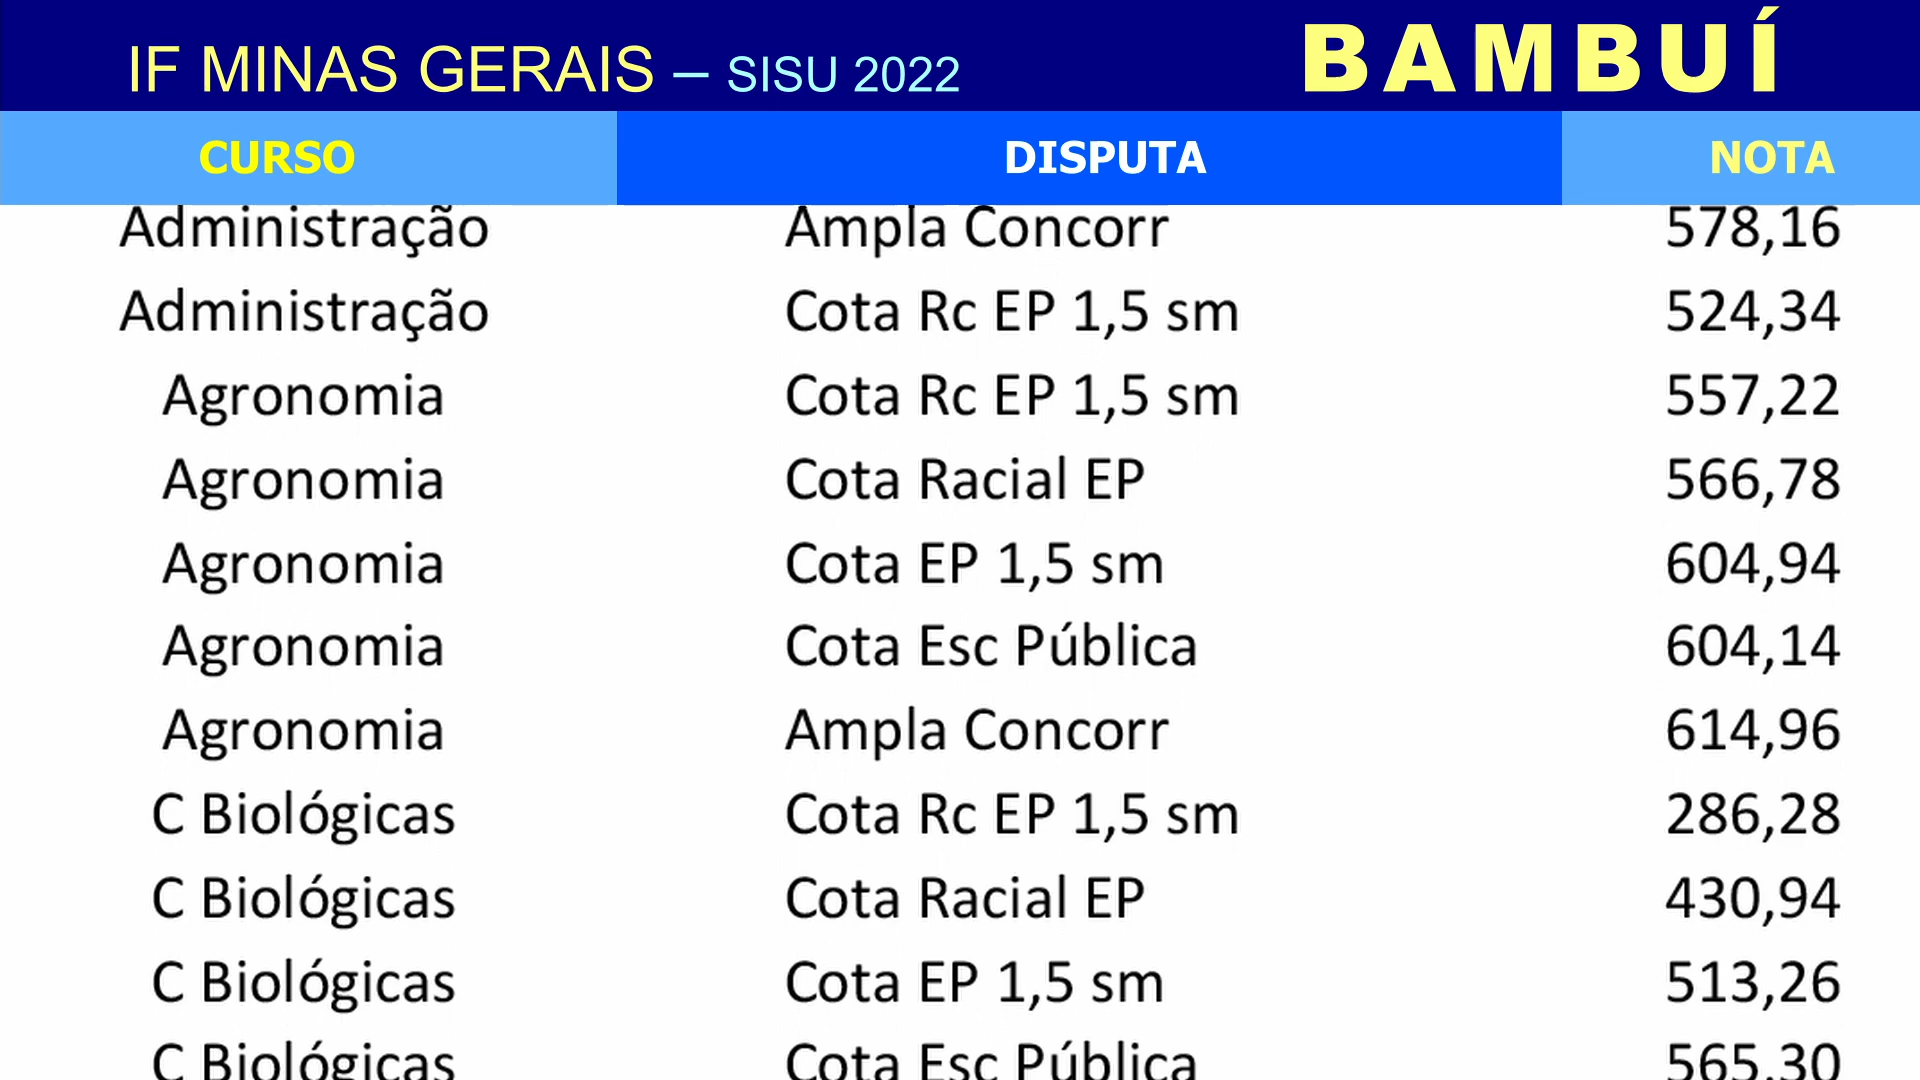 IF MINAS GERAIS – SISU 2022 BAMBUÍ
CURSO DISPUTA NOTA
Administração Ampla Concorr 578,16
Administração Cota Rc EP 1,5 sm 524,34
Agronomia Cota Rc EP 1,5 sm 557,22
Agronomia Cota Racial EP 566,78
Agronomia Cota EP 1,5 sm 604,94
Agronomia Cota Esc Pública 604,14
Agronomia Ampla Concorr 614,96
C Biológicas Cota Rc EP 1,5 sm 286,28
C Biológicas Cota Racial EP 430,94
C Biológicas Cota EP 1,5 sm 513,26
C Biológicas Cota Esc Pública 565,30